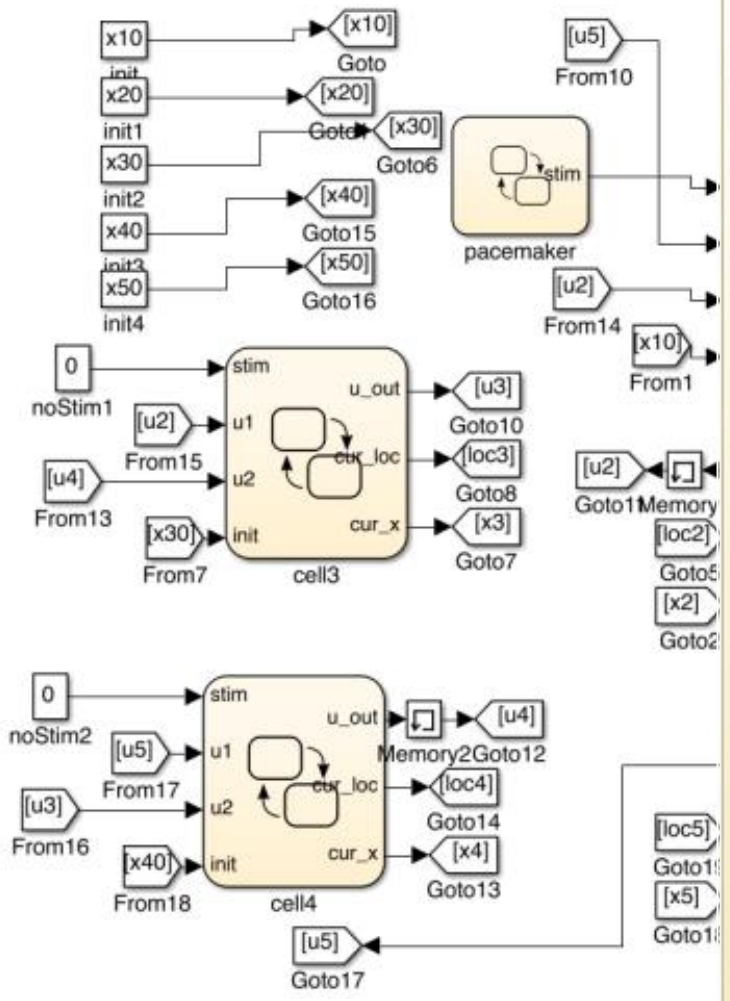 x10
init
[x10]
Goto
[u5]
From10
x20
init1
[x20]
x30
init2
[x30]
Goto6
stim
pacemaker
x40
init3
[x40]
Goto15
x50
init4
[x50]
Goto16
[u2]
From14
[x10]
From1
0
noStim1
stim
u1
u2
init
u_out
cur_loc
cur_x
cell3
[u2]
From15
[u4]
From13
[x30]
From7
[u3]
Goto10
[loc3]
Goto8
[x3]
Goto7
[u2]
Goto11
Memory
[loc2]
[x2]
0
noStim2
stim
u1
u2
init
u_out
cur_loc
cur_x
cell4
[u5]
From17
[u3]
From16
[x40]
From18
Memory2
[u4]
Goto12
[loc4]
Goto14
[x4]
Goto13
[loc5]
[x5]
[u5]
Goto17